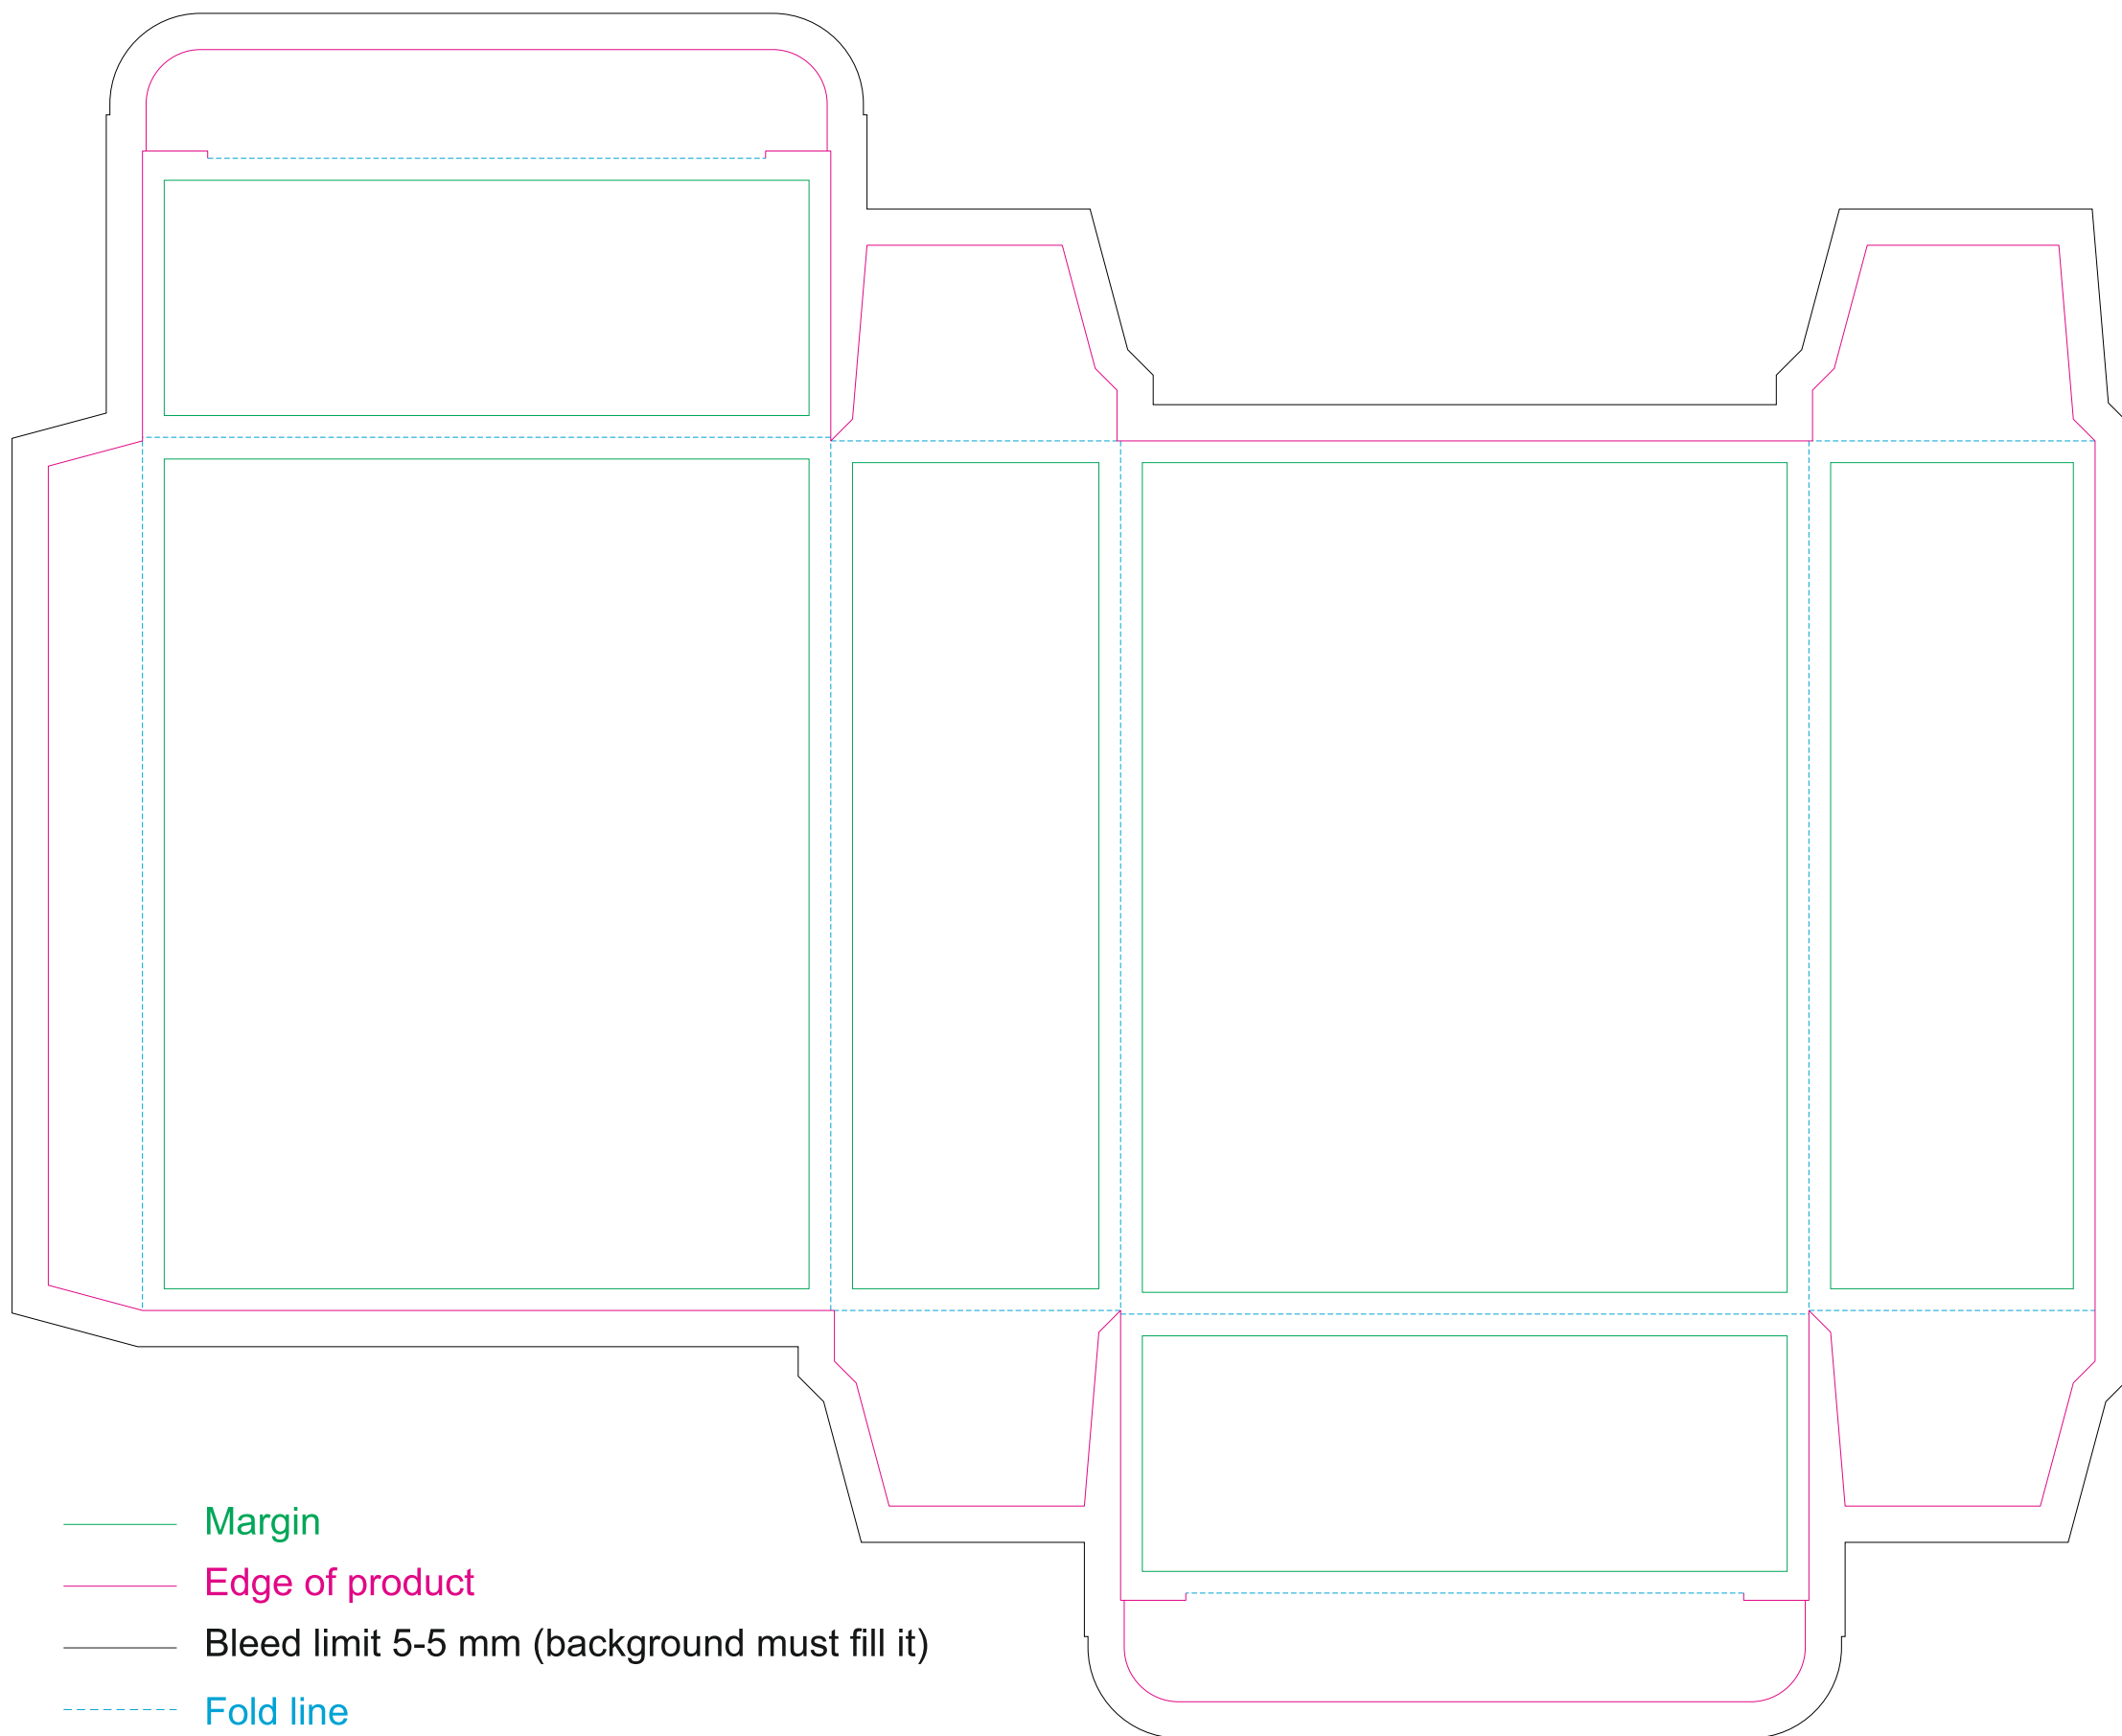 Margin
Edge of product
Bleed limit 5-5 mm (background must fill it)
Fold line